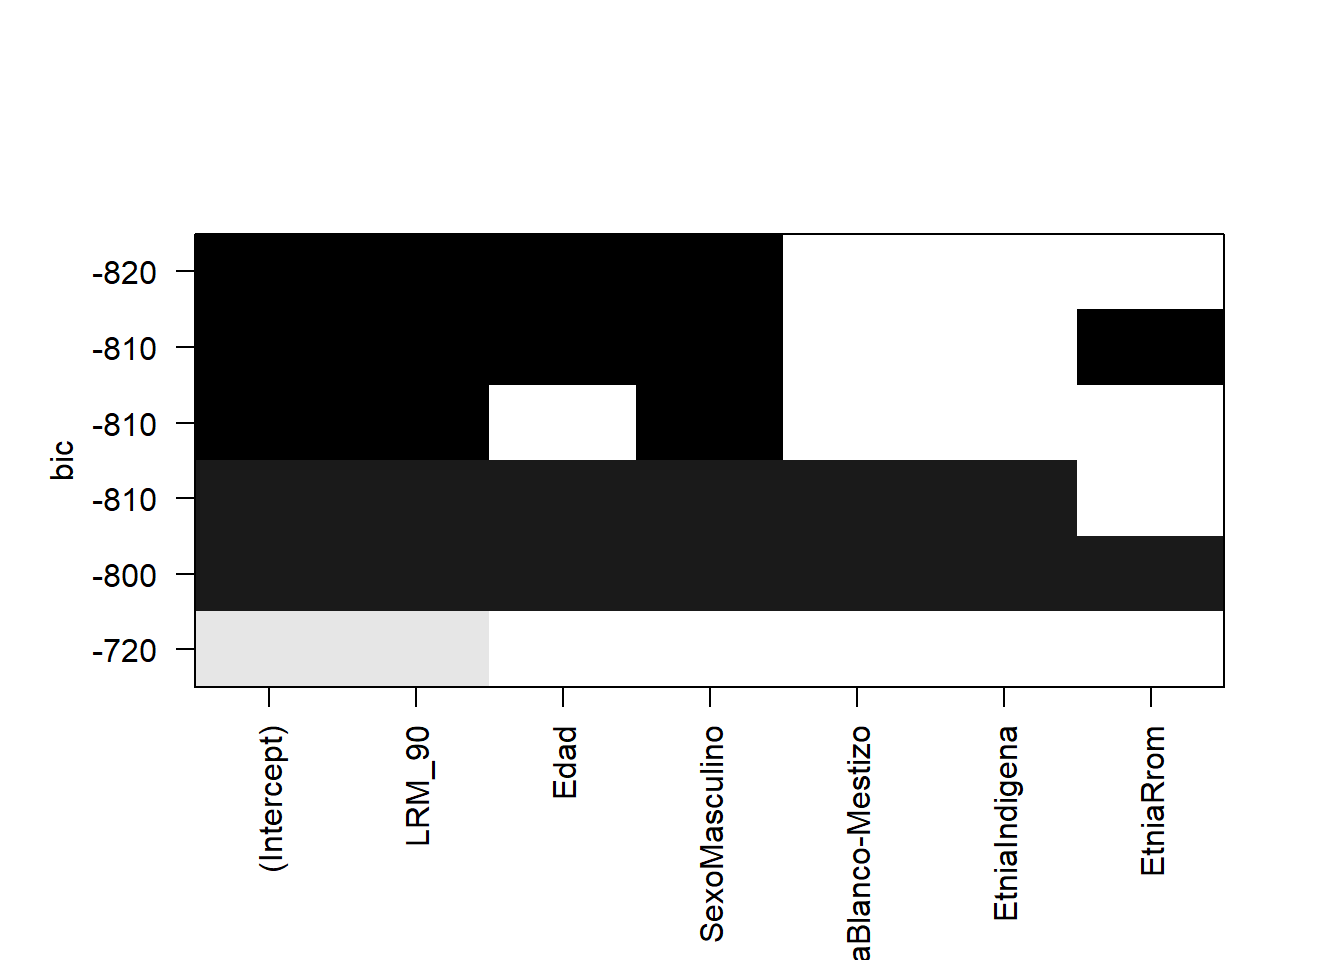 -820
-810
-810
-810
-800
-720
bic
(Intercept)
LRM_90
Edad
SexoMasculino
aBlanco-Mestizo
EtniaIndigena
EtniaRrom